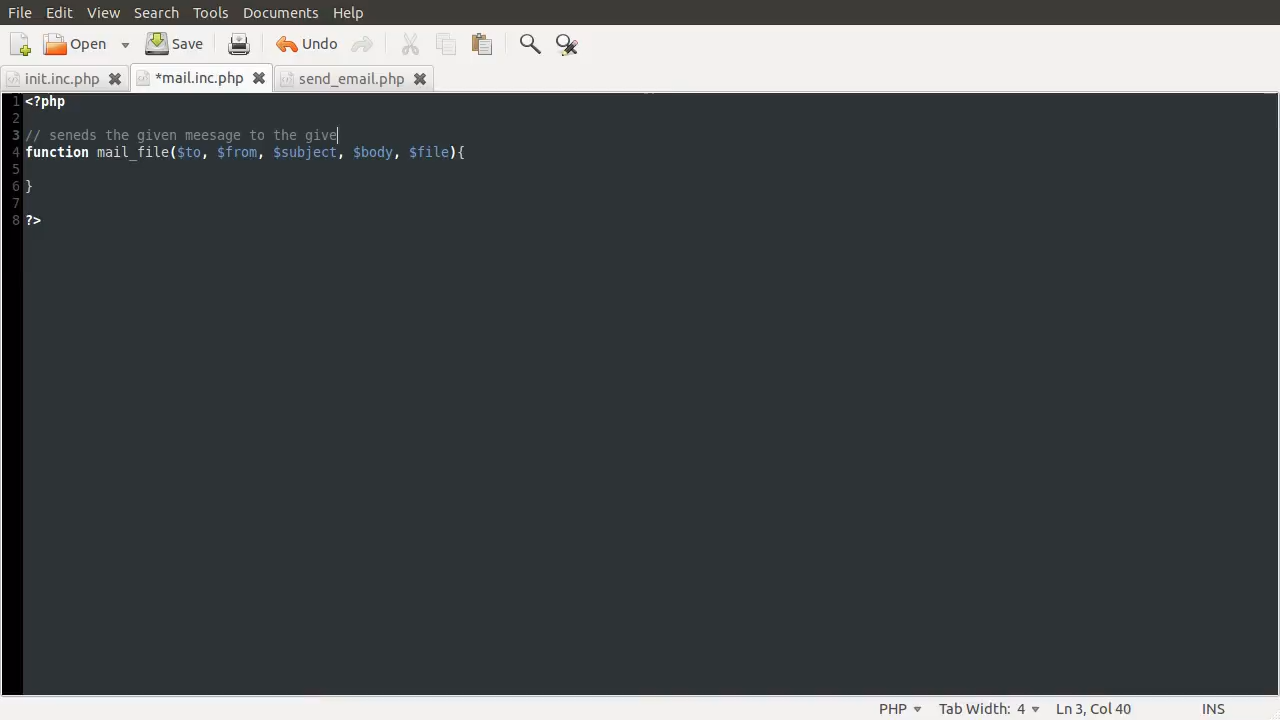 File Edit View Search Tools Documents Help
Open Save Undo
init.inc.php *mail.inc.php send_email.php
1 <?php
2
3 // seneds the given meesage to the give
4 function mail_file($to, $from, $subject, $body, $file){
5
6 }
7
8 ?>
PHP Tab Width: 4 Ln 3, Col 40 INS